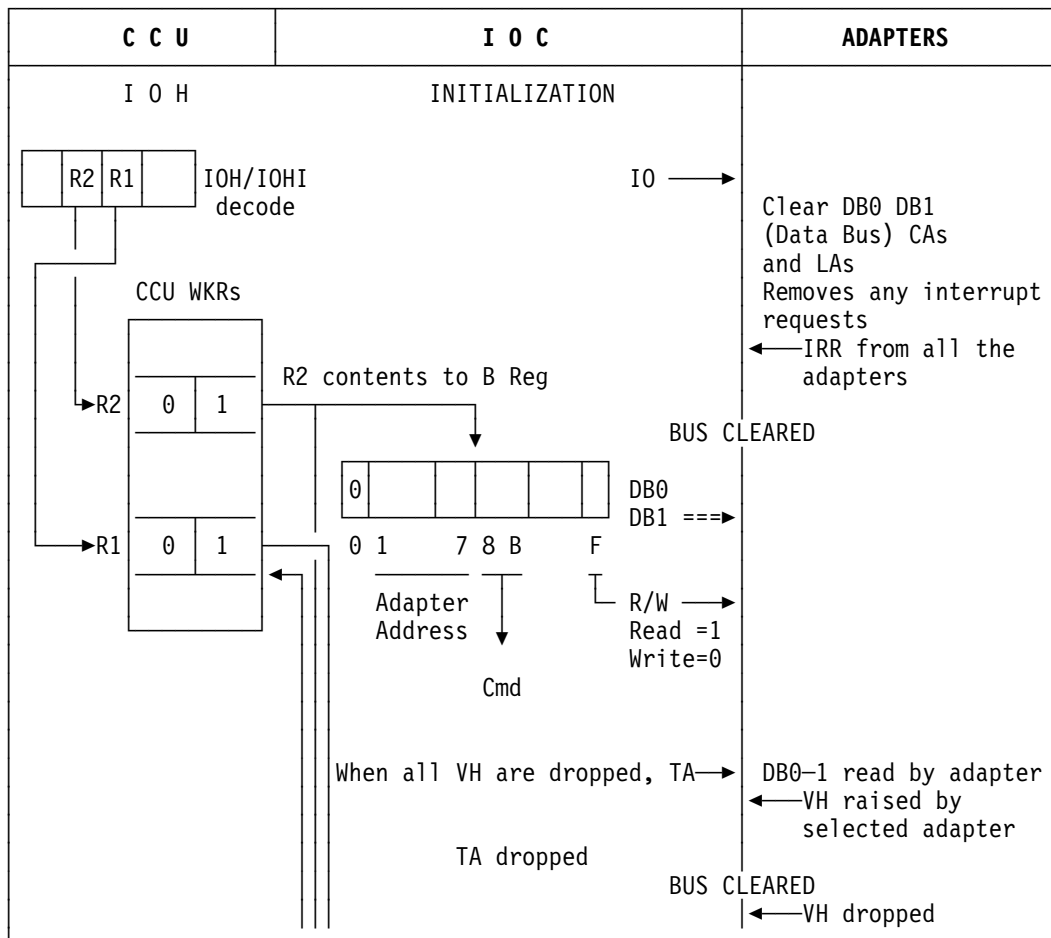 C C U I O C ADAPTERS
I O H INITIALIZATION
R2 R1 IOH/IOHI IO
decode Clear DB0 DB1
(Data Bus) CAs
and LAs
CCU WKRs Removes any interrupt
requests
IRR from all the
R2 contents to B Reg adapters
R2 0 1
BUS CLEARED
0 DB0
DB1 ===
R1 0 1 0 1 7 8 B F
Adapter R/W
Address Read =1
Write=0
Cmd
When all VH are dropped, TA DB0—1 read by adapter
VH raised by
selected adapter
TA dropped
BUS CLEARED
VH dropped